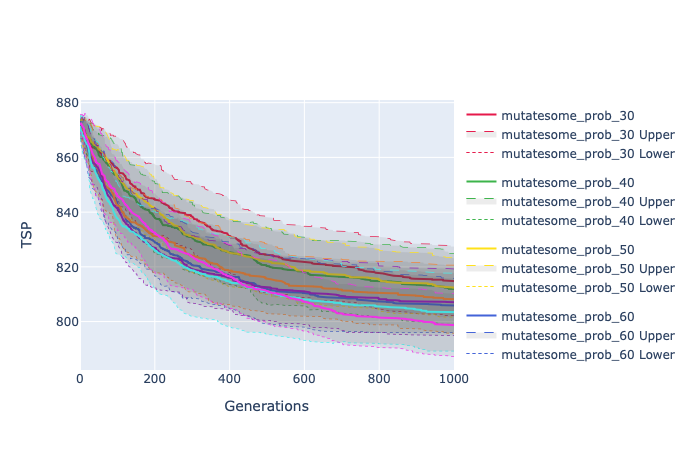 880
860
840
820
800
TSP
0
200
400
600
800
1000
Generations
mutatesome_prob_30
mutatesome_prob_30 Upper
mutatesome_prob_30 Lower
mutatesome_prob_40
mutatesome_prob_40 Upper
mutatesome_prob_40 Lower
mutatesome_prob_50
mutatesome_prob_50 Upper
mutatesome_prob_50 Lower
mutatesome_prob_60
mutatesome_prob_60 Upper
mutatesome_prob_60 Lower